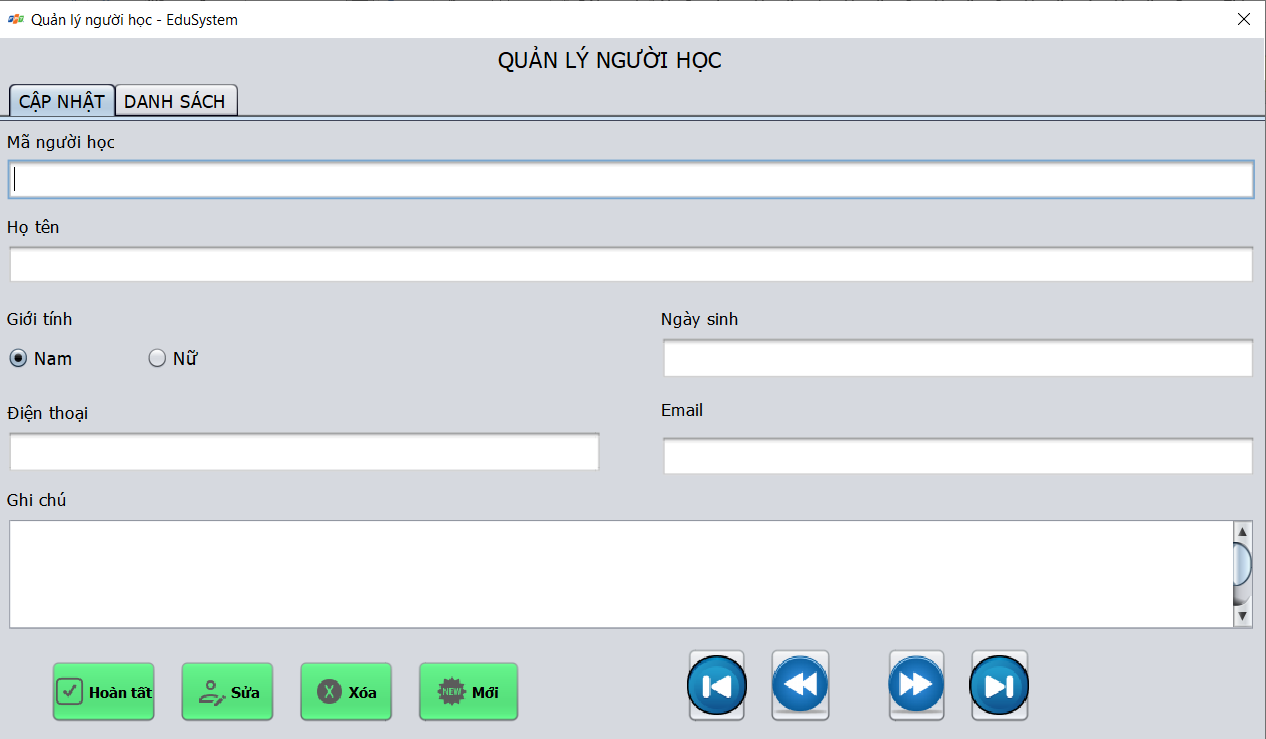 Quản lý người học - EduSystem
QUẢN LÝ NGƯỜI HỌC
CẬP NHẬT DANH SÁCH
Mã người học
Họ tên
Giới tính Ngày sinh
Nam Nữ
Điện thoại Email
Ghi chú
Hoàn tất Sửa X Xóa NEW Mới